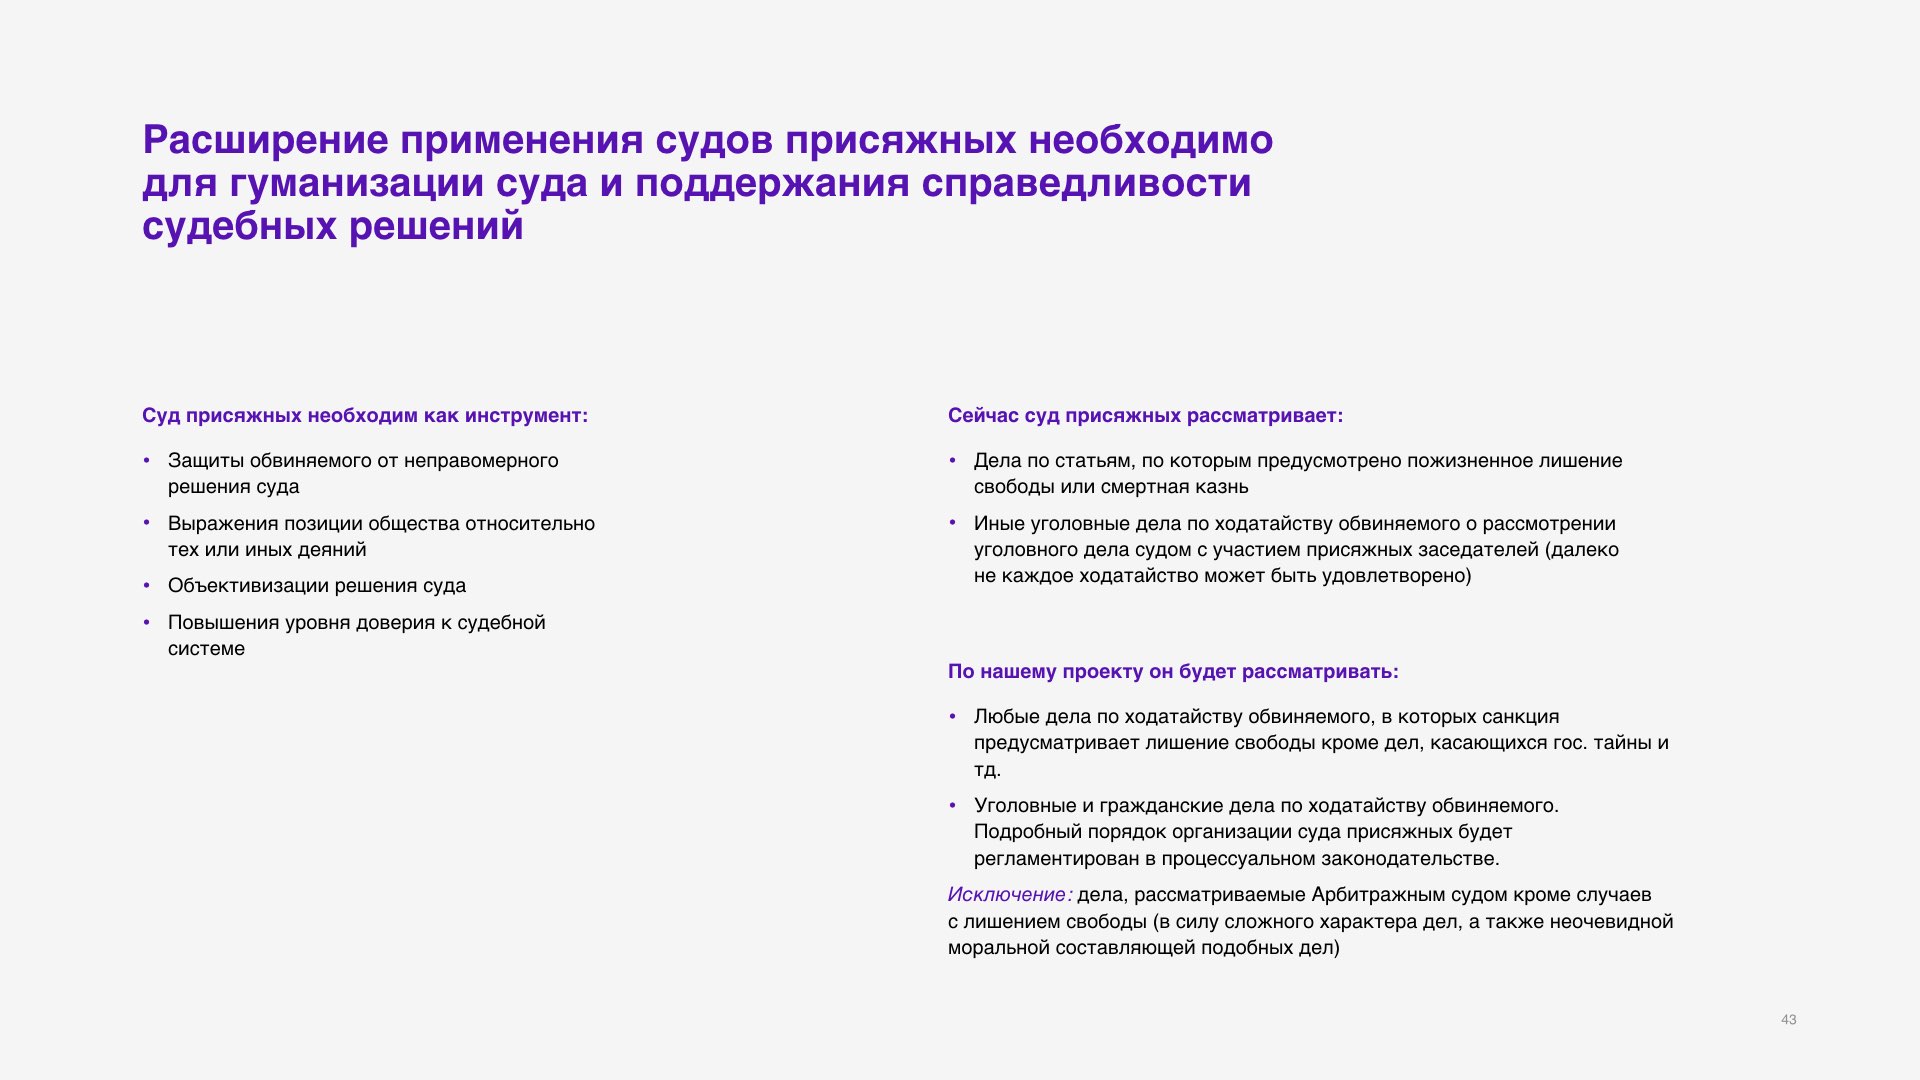 Расширение применения судов присяжных необходимо
для гуманизации суда и поддержания справедливости
судебных решений
Суд присяжных необходим как инструмент:
• Защиты обвиняемого от неправомерного
решения суда
• Выражения позиции общества относительно
тех или иных деяний
• Объективизации решения суда
• Повышения уровня доверия к судебной
системе
Сейчас суд присяжных рассматривает:
• Дела по статьям, по которым предусмотрено пожизненное лишение
свободы или смертная казнь
• Иные уголовные дела по ходатайству обвиняемого о рассмотрении
уголовного дела судом с участием присяжных заседателей (далеко
не каждое ходатайство может быть удовлетворено)
По нашему проекту он будет рассматривать:
• Любые дела по ходатайству обвиняемого, в которых санкция
предусматривает лишение свободы кроме дел, касающихся гос. тайны и
тд.
• Уголовные и гражданские дела по ходатайству обвиняемого.
Подробный порядок организации суда присяжных будет
регламентирован в процессуальном законодательстве.
Исключение: дела, рассматриваемые Арбитражным судом кроме случаев
с лишением свободы (в силу сложного характера дел, а также неочевидной
моральной составляющей подобных дел)
43